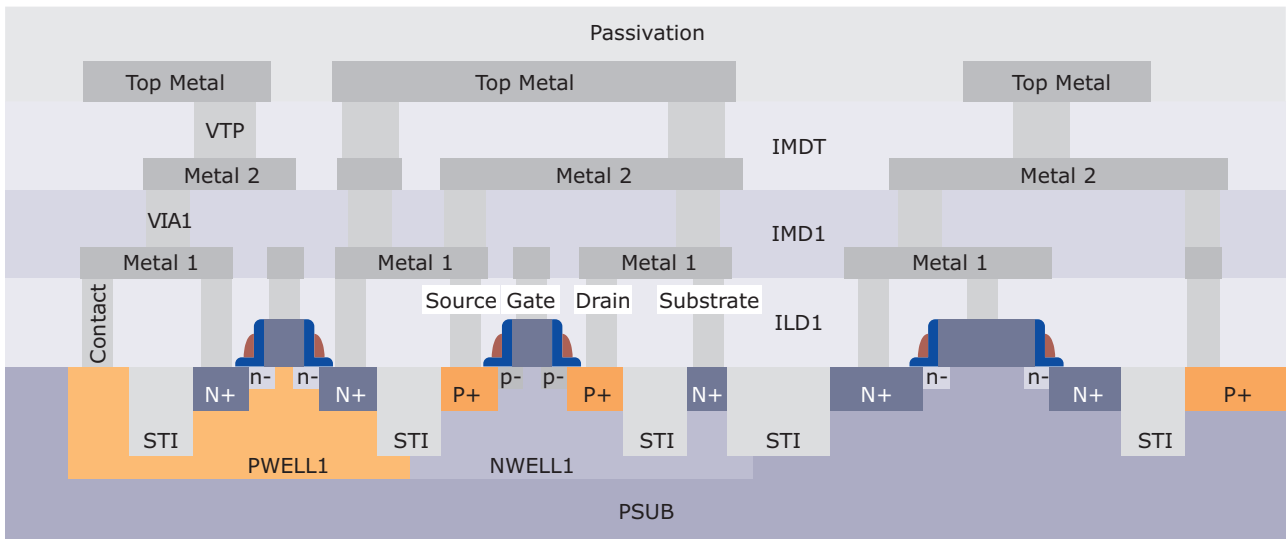 Passivation
Top Metal Top Metal Top Metal
VTP
IMDT
Metal 2 Metal 2 Metal 2
VIA1
IMD1
Metal 1 Metal 1 Metal 1 Metal 1
Source Gate Drain Substrate
Contact
ILD1
n- n- p- p- n- n-
N+ N+ P+ P+ N+ N+ N+ P+
STI STI STI STI STI
PWELL1 NWELL1
PSUB